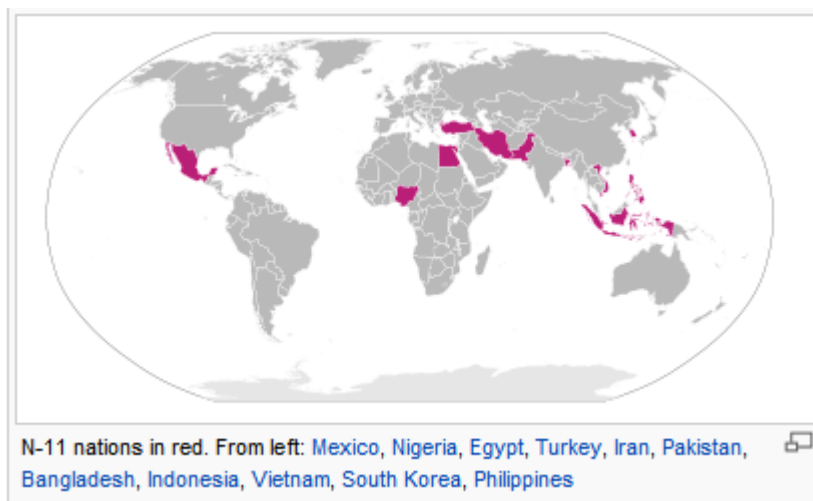 N-11 nations in red. From left: Mexico, Nigeria, Egypt, Turkey, Iran, Pakistan,
Bangladesh, Indonesia, Vietnam, South Korea, Philippines